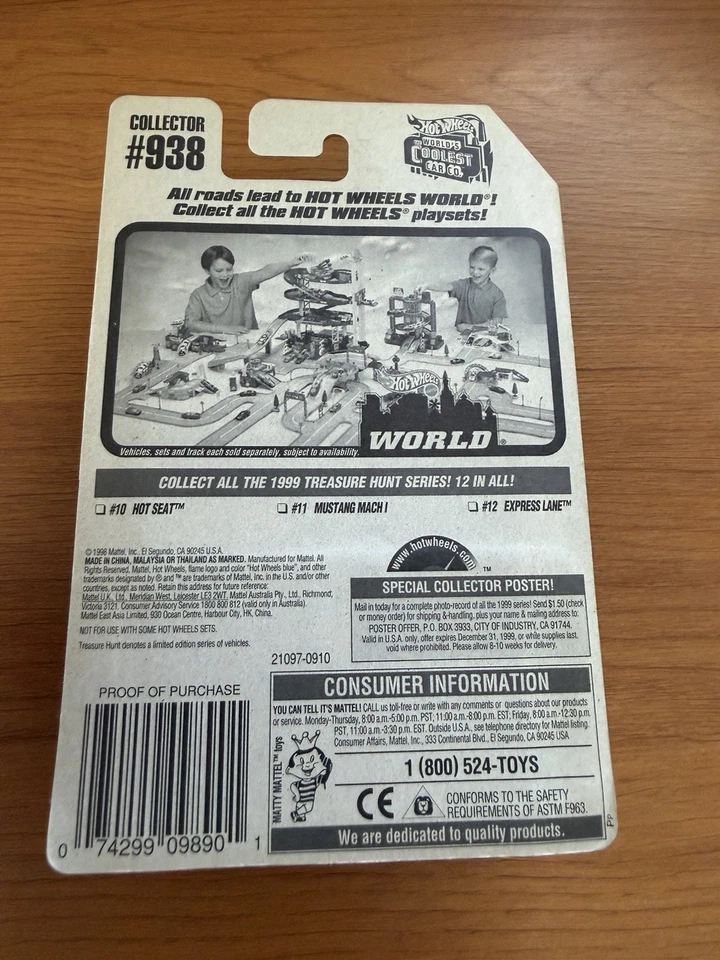 COLLECTOR
#938
Hot Wheels
WORLD'S
COOLEST
CAR CO.
All roads lead to HOT WHEELS WORLD®!
Collect all the HOT WHEELS® playsets!
Hot Wheels
WORLD®
Vehicles, sets and track each sold separately, subject to availability.
COLLECT ALL THE 1999 TREASURE HUNT SERIES! 12 IN ALL!
#10 HOT SEAT™
#11 MUSTANG MACH I
#12 EXPRESS LANE™
© 1998 Mattel, Inc., El Segundo, CA 90245 U.S.A.
MADE IN CHINA, MALAYSIA OR THAILAND AS MARKED. Manufactured for Mattel. All
Rights Reserved. Mattel, Hot Wheels, flame logo and color "Hot Wheels blue", and other
trademarks designated by ® and ™ are trademarks of Mattel, Inc. in the U.S. and/or other
countries, except as noted. Retain this address for future reference:
Mattel U.K. Ltd., Meridian West, Leicester LE3 2WT. Mattel Australia Pty., Ltd., Richmond,
Victoria 3121. Consumer Advisory Service 1800 800 812 (valid only in Australia).
Mattel East Asia Limited, 930 Ocean Centre, Harbour City, HK, China.
NOT FOR USE WITH SOME HOT WHEELS SETS.
Treasure Hunt denotes a limited edition series of vehicles.
21097-0910
www.hotwheels.com
™
SPECIAL COLLECTOR POSTER!
Mail in today for a complete photo-record of all the 1999 series! Send $1.50 (check
or money order) for shipping & handling, plus your name & mailing address to:
POSTER OFFER, P.O. BOX 3933, CITY OF INDUSTRY, CA 91744.
Valid in U.S.A. only, offer expires December 31, 1999, or while supplies last,
void where prohibited. Please allow 8-10 weeks for delivery.
PROOF OF PURCHASE
0 74299 09890 1
CONSUMER INFORMATION
YOU CAN TELL IT'S MATTEL! CALL us toll-free or write with any comments or questions about our products
or service. Monday-Thursday, 8:00 a.m.-5:00 p.m. PST; 11:00 a.m.-8:00 p.m. EST; Friday, 8:00 a.m.-12:30 p.m.
PST, 11:00 a.m.-3:30 p.m. EST. Outside U.S.A., see telephone directory for Mattel listing.
Consumer Affairs, Mattel, Inc., 333 Continental Blvd., El Segundo, CA 90245 USA
1 (800) 524-TOYS
MATTY MATTEL™ toys
CE
CONFORMS TO THE SAFETY
REQUIREMENTS OF ASTM F963.
We are dedicated to quality products.
Pp